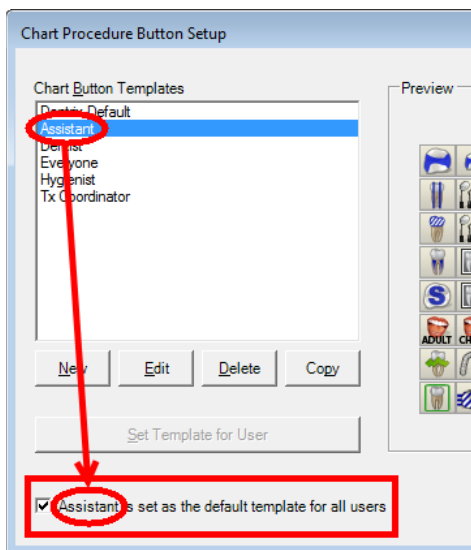 Chart Procedure Button Setup
Chart Button Templates
Preview
Dentrix Default
Assistant
Dentist
Everyone
Hygienist
Tx Coordinator
New
Edit
Delete
Copy
Set Template for User
Assistant is set as the default template for all users
S
ADULT